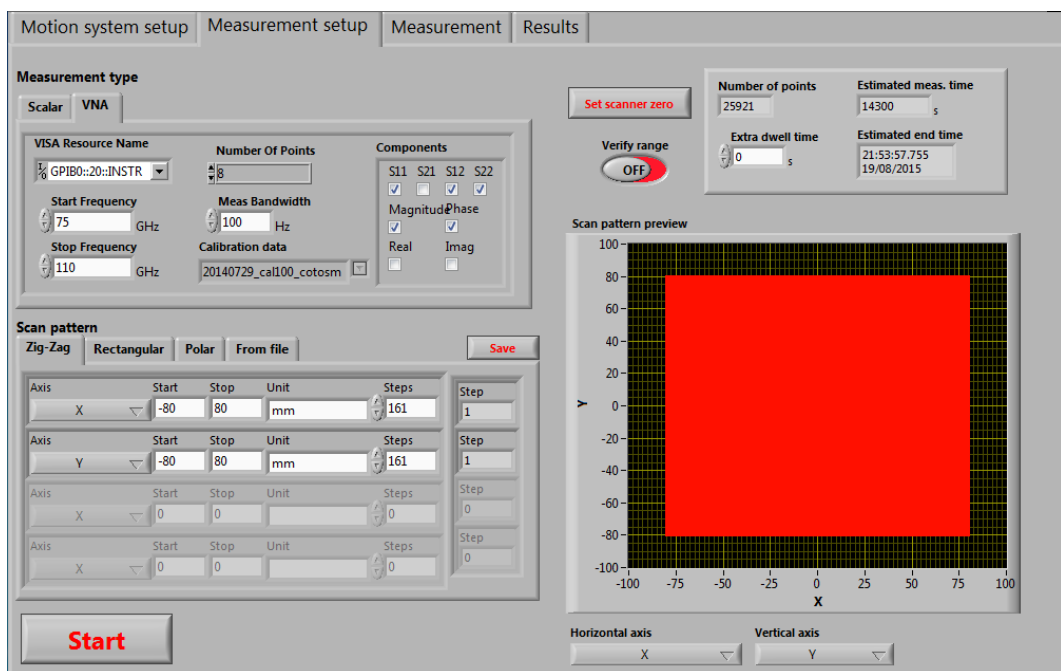 Motion system setup Measurement setup Measurement Results
Measurement type
Scalar VNA
VISA Resource Name
I/O GPIB0::20::INSTR
Number Of Points
8
Components
S11 S21 S12 S22
Start Frequency
75 GHz
Meas Bandwidth
100 Hz
Magnitude Phase
Stop Frequency
110 GHz
Calibration data
20140729_cal100_cotosm
Real Imag
Set scanner zero
Verify range
OFF
Number of points
25921
Estimated meas. time
14300 s
Extra dwell time
0 s
Estimated end time
21:53:57.755
19/08/2015
Scan pattern
Zig-Zag Rectangular Polar From file
Save
Axis Start Stop Unit Steps Step
X -80 80 mm 161 1
Axis Start Stop Unit Steps Step
Y -80 80 mm 161 1
Axis Start Stop Unit Steps Step
X 0 0 0 0
Axis Start Stop Unit Steps Step
X 0 0 0 0
Start
Scan pattern preview
100
80
60
40
20
0
-20
-40
-60
-80
-100
Y
-100 -75 -50 -25 0 25 50 75 100
X
Horizontal axis Vertical axis
X Y